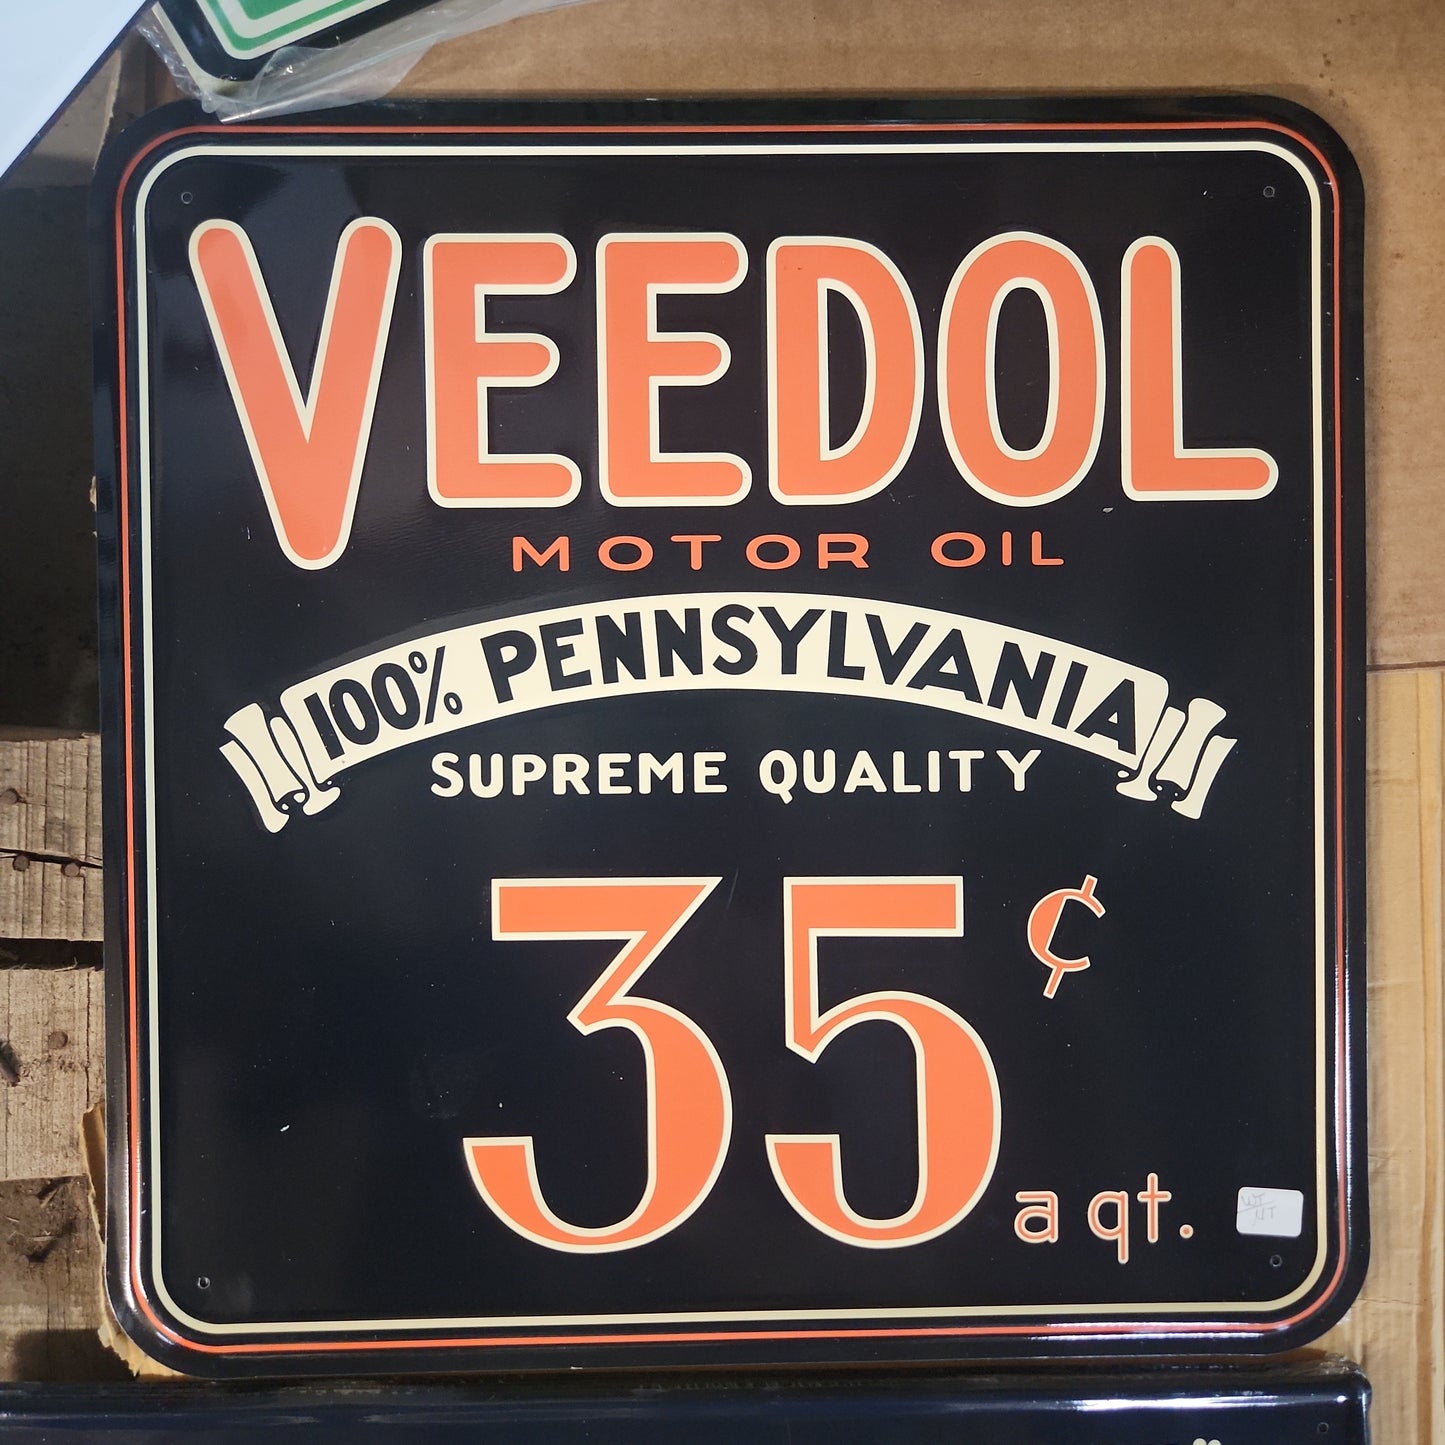 VEEDOL
MOTOR OIL
100% PENNSYLVANIA
SUPREME QUALITY
35¢
a qt.